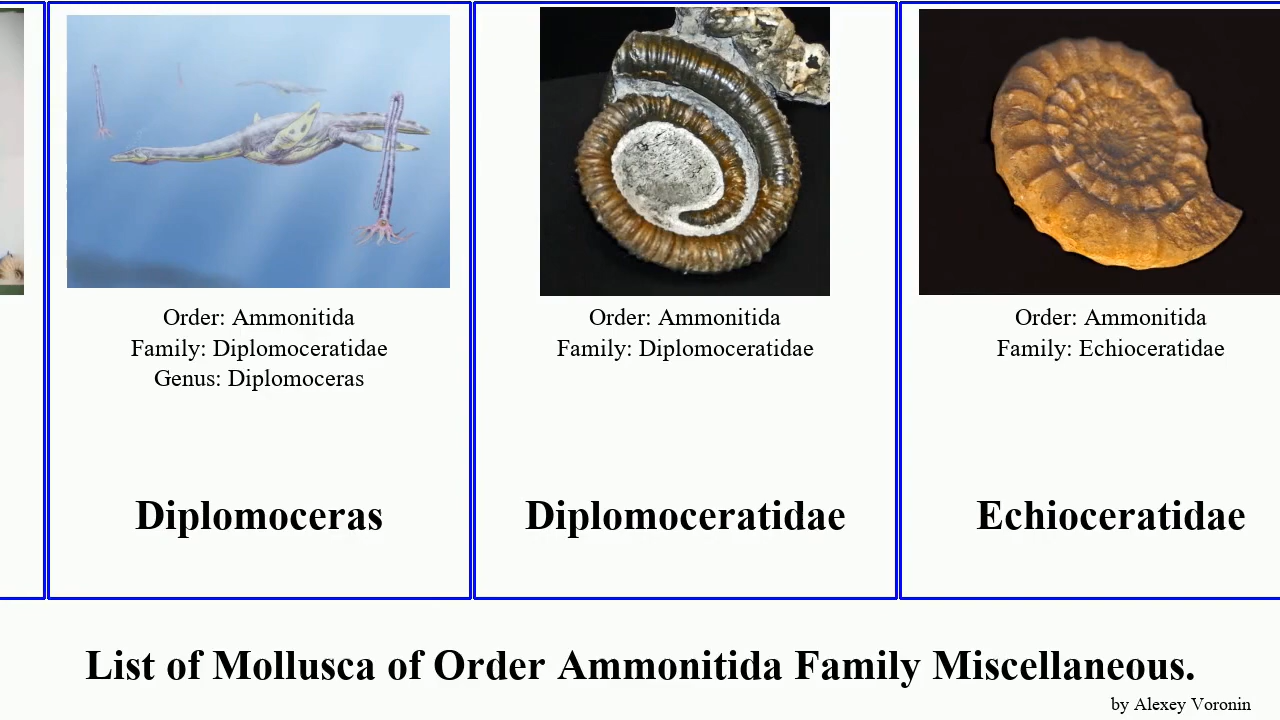 Order: Ammonitida
Family: Diplomoceratidae
Genus: Diplomoceras
Diplomoceras
Order: Ammonitida
Family: Diplomoceratidae
Diplomoceratidae
Order: Ammonitida
Family: Echioceratidae
Echioceratidae
List of Mollusca of Order Ammonitida Family Miscellaneous.
by Alexey Voronin